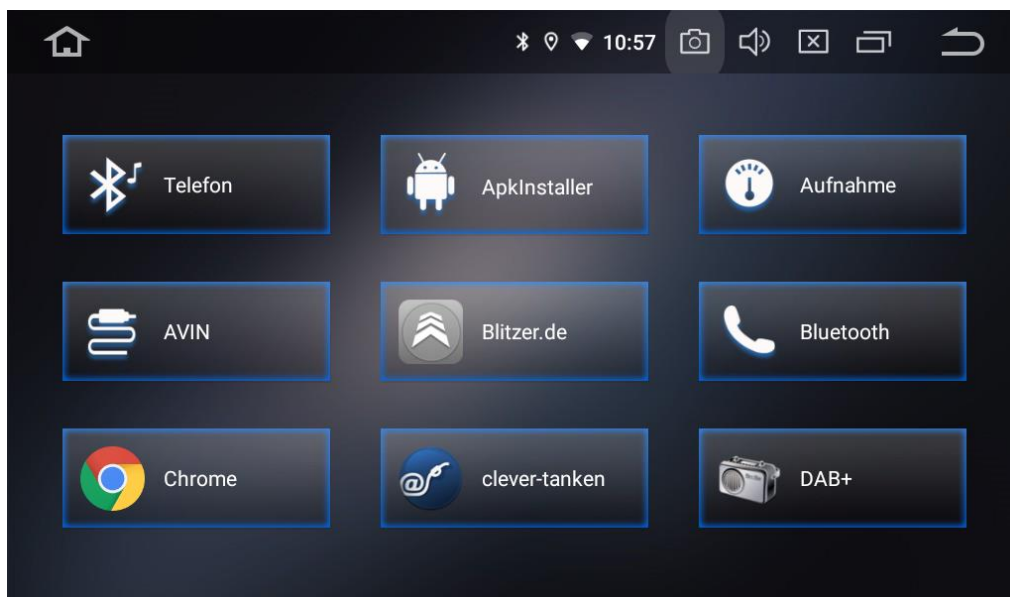 10:57
Telefon
ApkInstaller
Aufnahme
AVIN
Blitzer.de
Bluetooth
Chrome
clever-tanken
DAB+